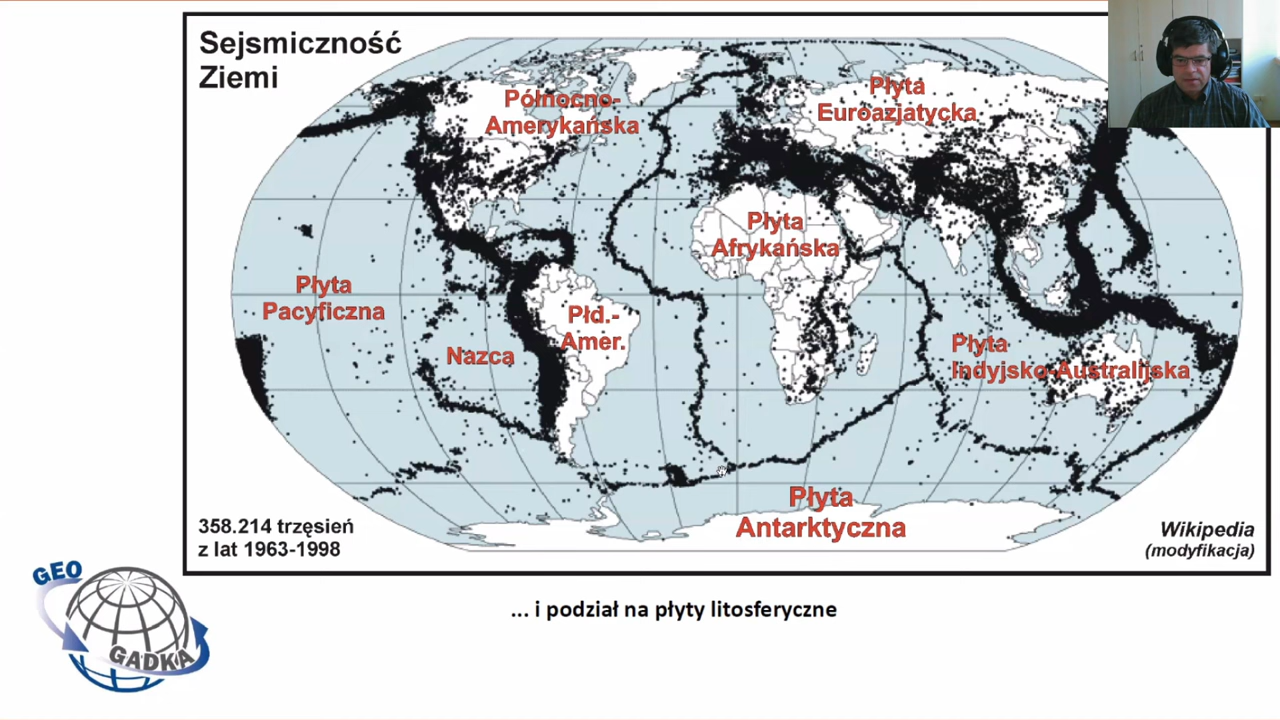 Sejsmiczność
Ziemi
Północno-
Amerykańska
Płyta
Euroazjatycka
Płyta
Afrykańska
Płyta
Pacyficzna
Płd.-
Amer.
Nazca
Płyta
Indyjsko-Australijska
Płyta
Antarktyczna
358.214 trzęsień
z lat 1963-1998
Wikipedia
(modyfikacja)
... i podział na płyty litosferyczne
GEO
GADKA